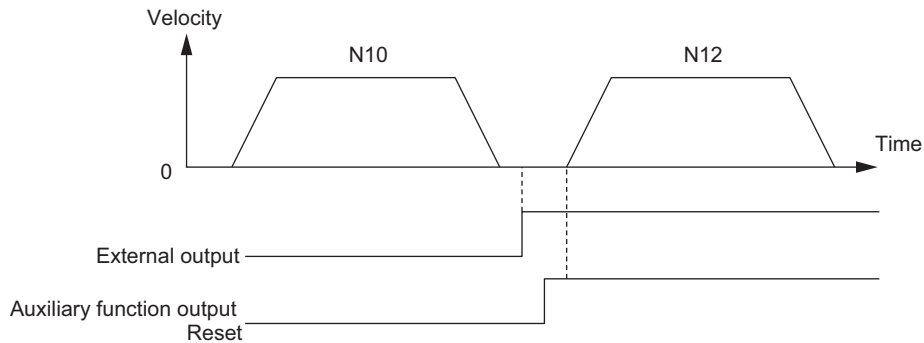 Velocity
N10
N12
Time
0
External output
Auxiliary function output
Reset